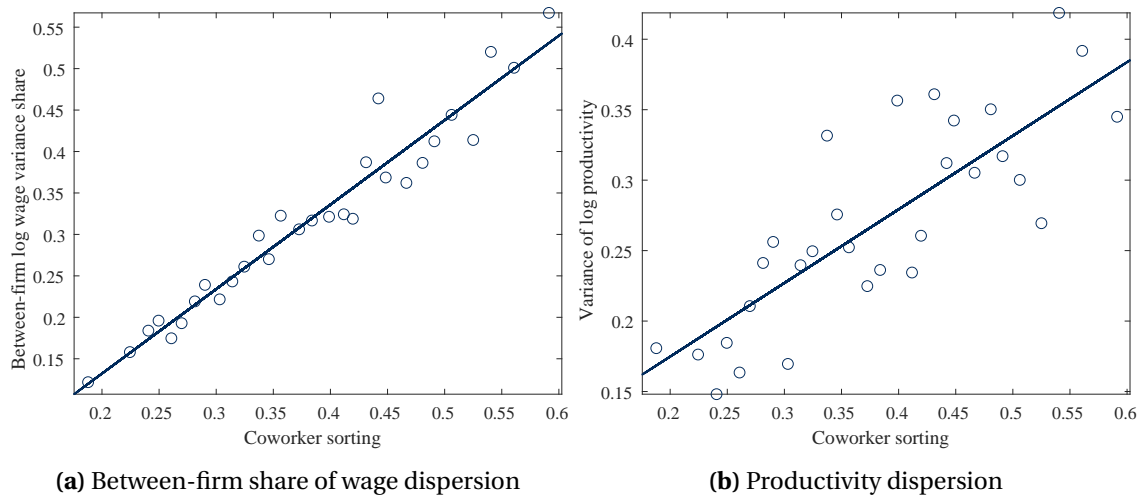 Between-firm log wage variance share
0.55
0.5
0.45
0.4
0.35
0.3
0.25
0.2
0.15
0.2 0.25 0.3 0.35 0.4 0.45 0.5 0.55 0.6
Coworker sorting
(a) Between-firm share of wage dispersion
Variance of log productivity
0.4
0.35
0.3
0.25
0.2
0.15
0.2 0.25 0.3 0.35 0.4 0.45 0.5 0.55 0.6
Coworker sorting
(b) Productivity dispersion